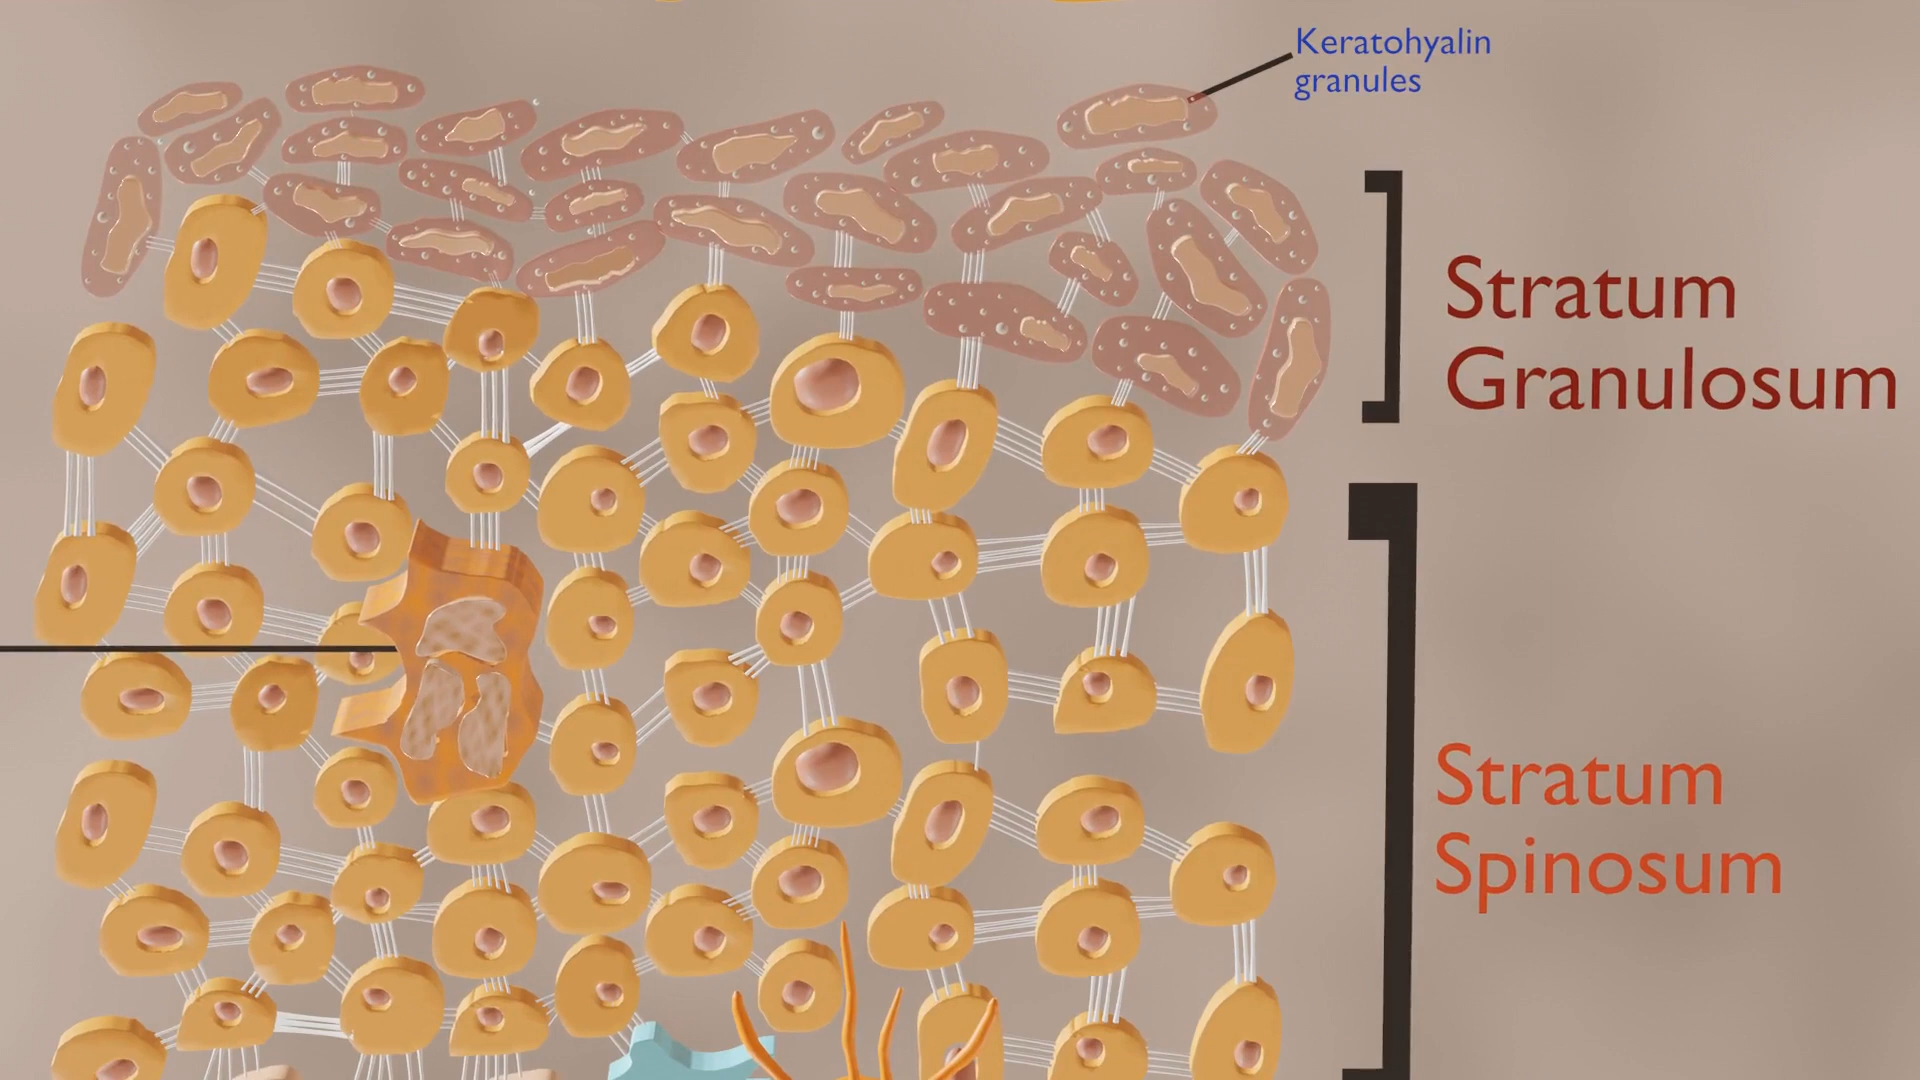 Keratohyalin
granules
Stratum
Granulosum
Stratum
Spinosum